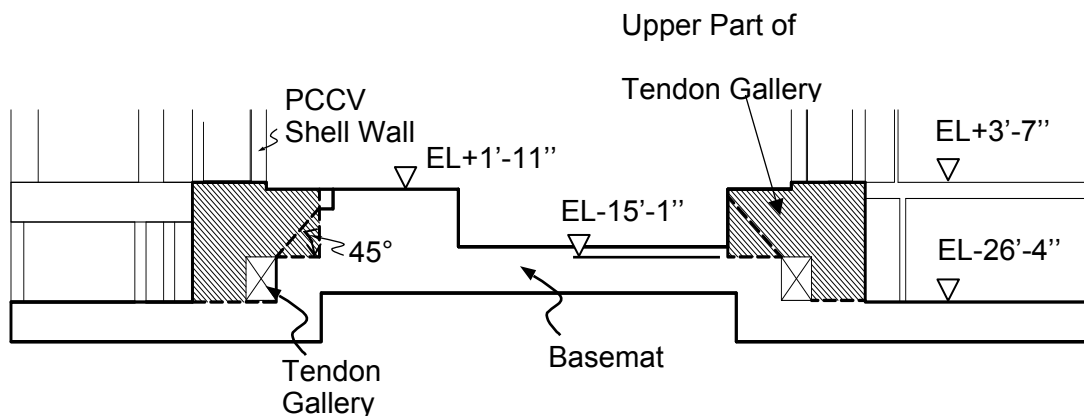 Upper Part of
Tendon Gallery
PCCV
Shell Wall
EL+1’-11’’
EL+3’-7’’
EL-15’-1’’
45°
EL-26’-4’’
Tendon
Gallery
Basemat